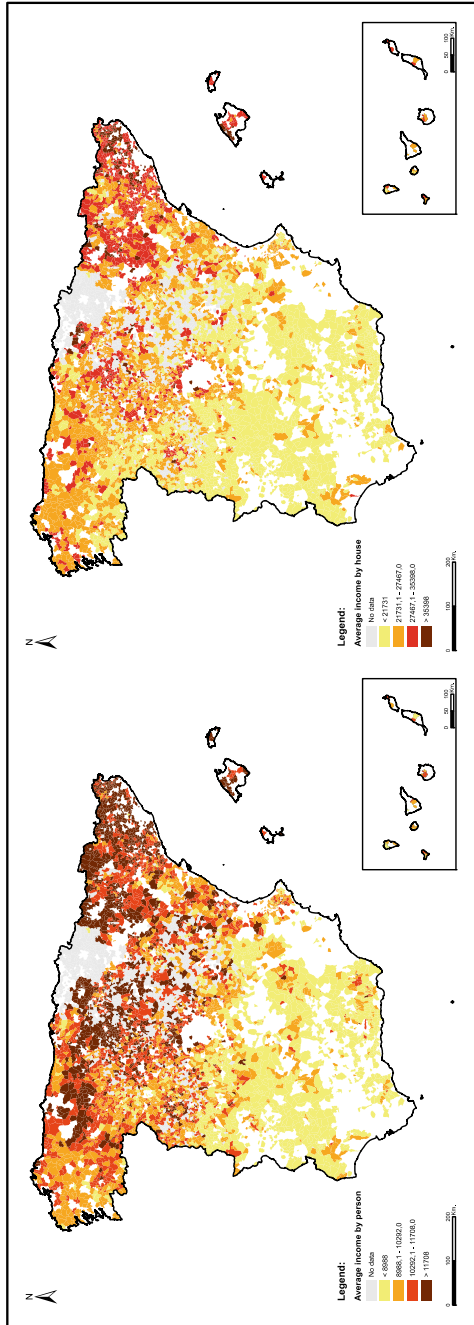 N
Legend:
Average income by person
No data
< 8988
8988,1 - 10292,0
10292,1 - 11708,0
> 11708
0 200
Km.
0 50 100
Km.
N
Legend:
Average income by house
No data
< 21731
21731,1 - 27467,0
27467,1 - 35398,0
> 35398
0 200
Km.
0 50 100
Km.